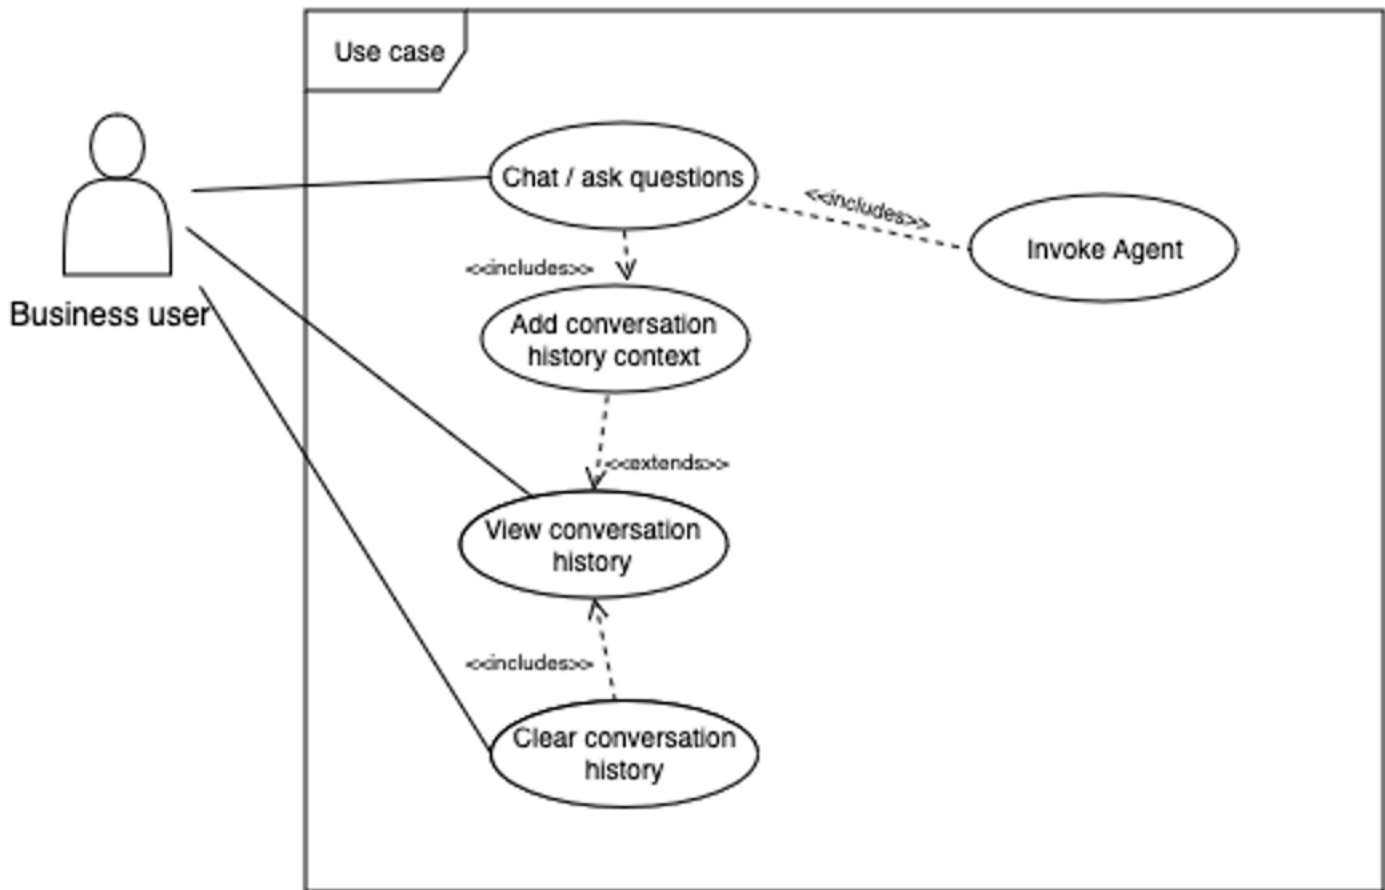 Use case
Chat / ask questions
<<includes>>
Invoke Agent
<<includes>>
Business user
Add conversation
history context
<<extends>>
View conversation
history
<<includes>>
Clear conversation
history